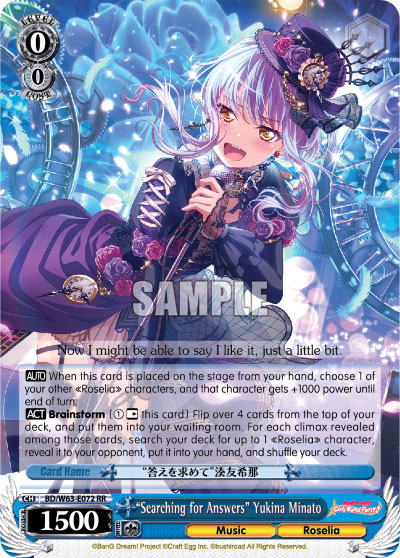 LEVEL
0
0
COST
SAMPLE
Now I might be able to say I like it, just a little bit.
AUTO When this card is placed on the stage from your hand, choose 1 of
your other «Roselia» characters, and that character gets +1000 power until
end of turn.
ACT Brainstorm [① this card] Flip over 4 cards from the top of your
deck, and put them into your waiting room. For each climax revealed
among those cards, search your deck for up to 1 «Roselia» character,
reveal it to your opponent, put it into your hand, and shuffle your deck.
Card Name
"答えを求めて"湊友希那
CH BD/W63-E072 RR
"Searching for Answers" Yukina Minato
1500
Music
Roselia
©BanG Dream! Project ©Craft Egg Inc. ©bushiroad All Rights Reserved.